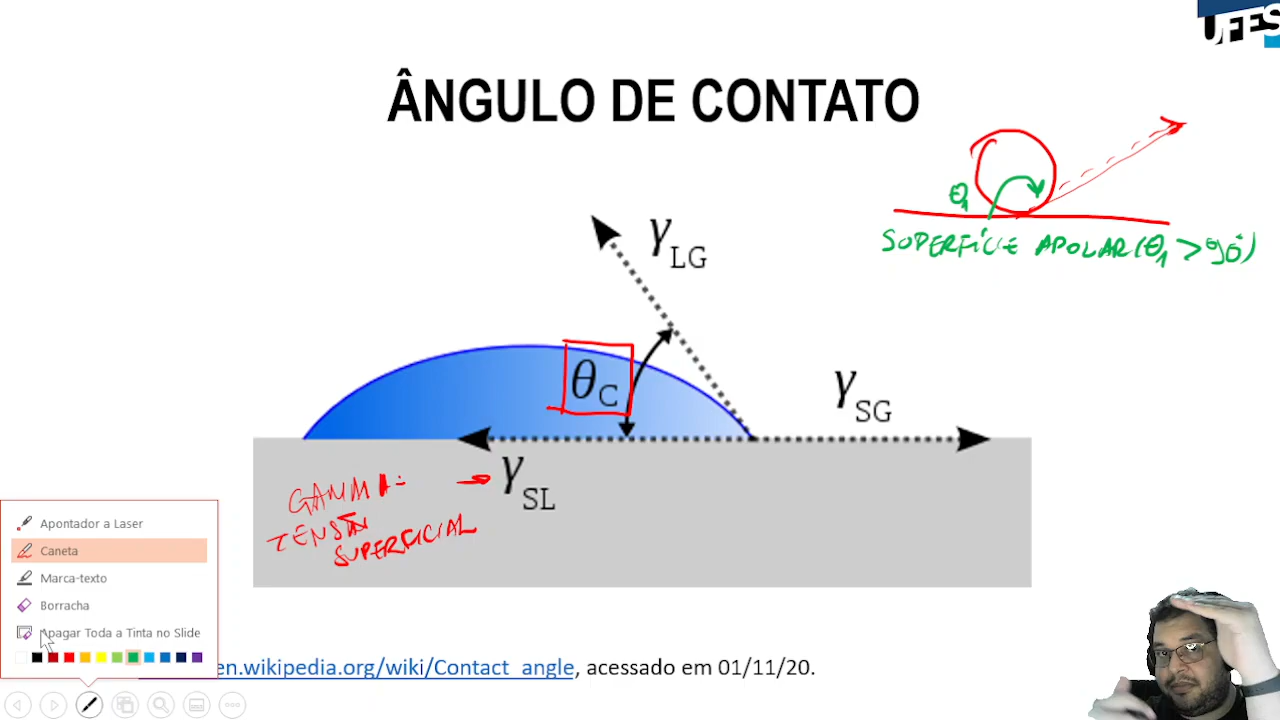 UFES
ÂNGULO DE CONTATO
θ1
SUPERFÍCIE APOLAR (θ1 > 90°)
γLG
θC
γSG
γSL
GAMMA:
TENSÃO
SUPERFICIAL
Apontador a Laser
Caneta
Marca-texto
Borracha
Apagar Toda a Tinta no Slide
en.wikipedia.org/wiki/Contact_angle, acessado em 01/11/20.